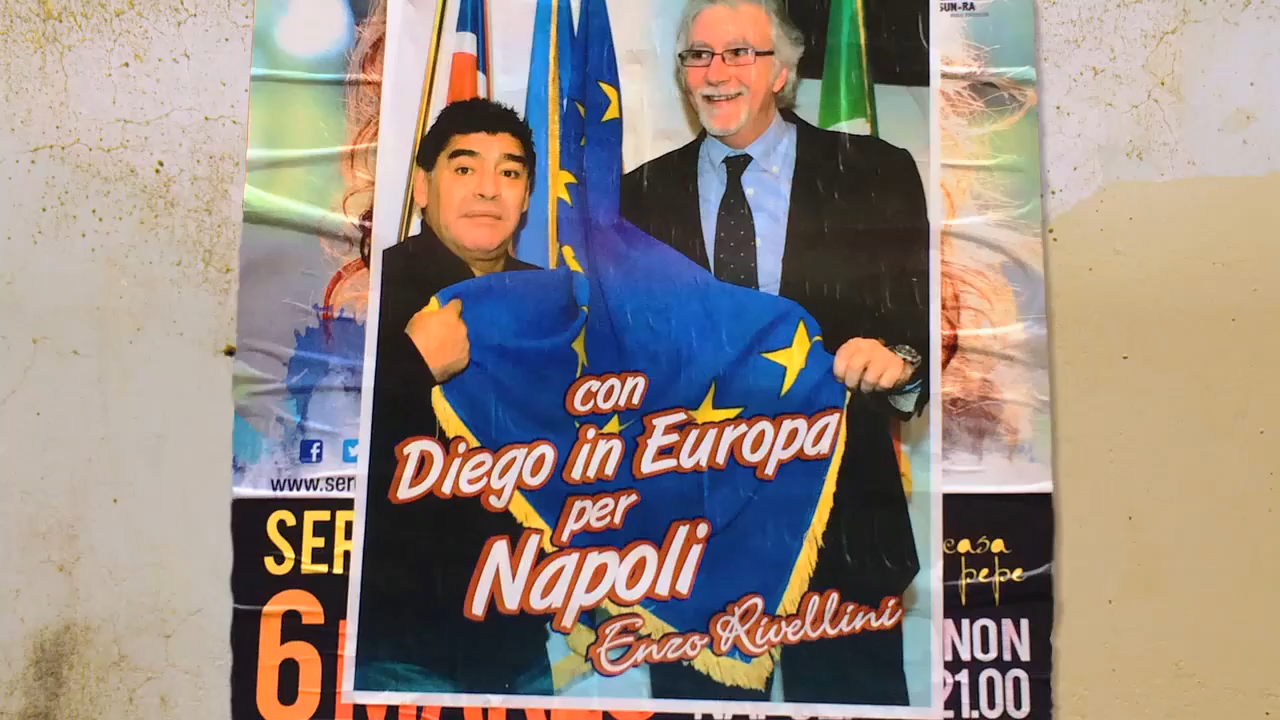 SUN-RA
con
Diego in Europa
per
Napoli
Enzo Rivellini
www.ser
SER
6
casa
pepe
NON
21.00